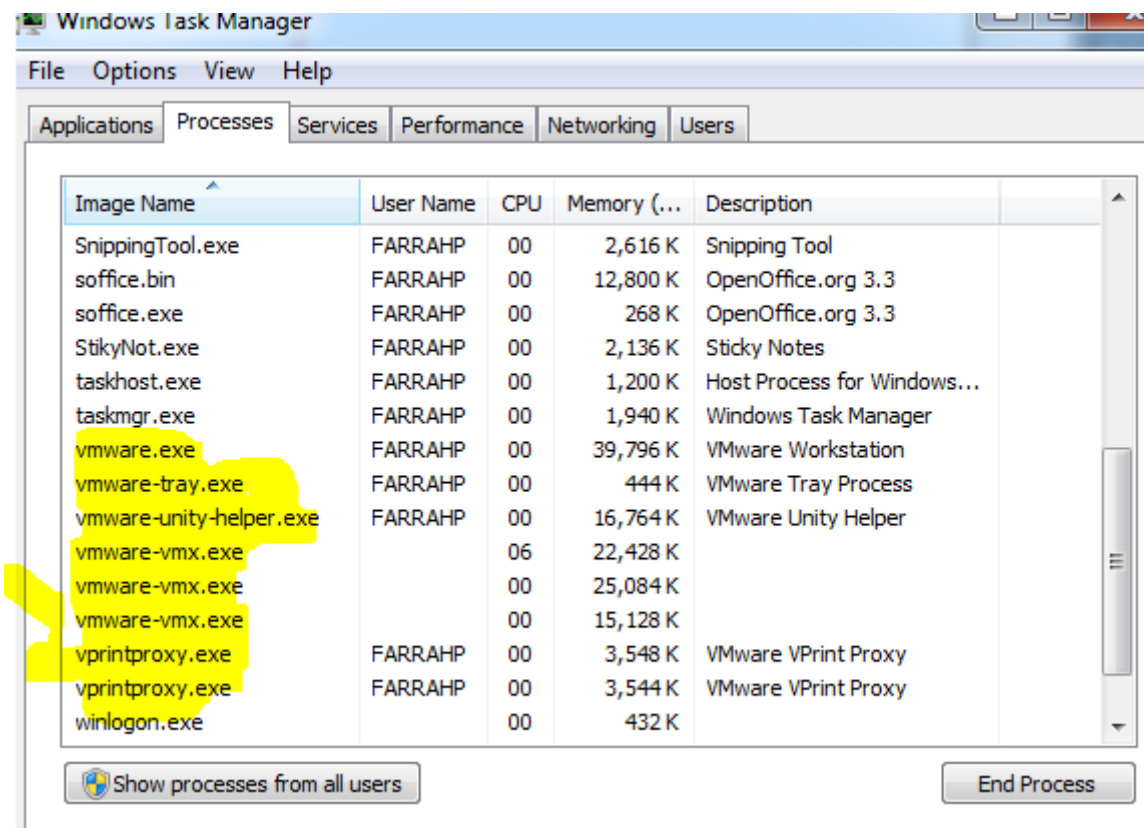 Windows Task Manager
File Options View Help
Applications Processes Services Performance Networking Users
Image Name User Name CPU Memory (... Description
SnippingTool.exe FARRAHP 00 2,616 K Snipping Tool
soffice.bin FARRAHP 00 12,800 K OpenOffice.org 3.3
soffice.exe FARRAHP 00 268 K OpenOffice.org 3.3
StikyNot.exe FARRAHP 00 2,136 K Sticky Notes
taskhost.exe FARRAHP 00 1,200 K Host Process for Windows...
taskmgr.exe FARRAHP 00 1,940 K Windows Task Manager
vmware.exe FARRAHP 00 39,796 K VMware Workstation
vmware-tray.exe FARRAHP 00 444 K VMware Tray Process
vmware-unity-helper.exe FARRAHP 00 16,764 K VMware Unity Helper
vmware-vmx.exe 06 22,428 K
vmware-vmx.exe 00 25,084 K
vmware-vmx.exe 00 15,128 K
vprintproxy.exe FARRAHP 00 3,548 K VMware VPrint Proxy
vprintproxy.exe FARRAHP 00 3,544 K VMware VPrint Proxy
winlogon.exe 00 432 K
Show processes from all users End Process